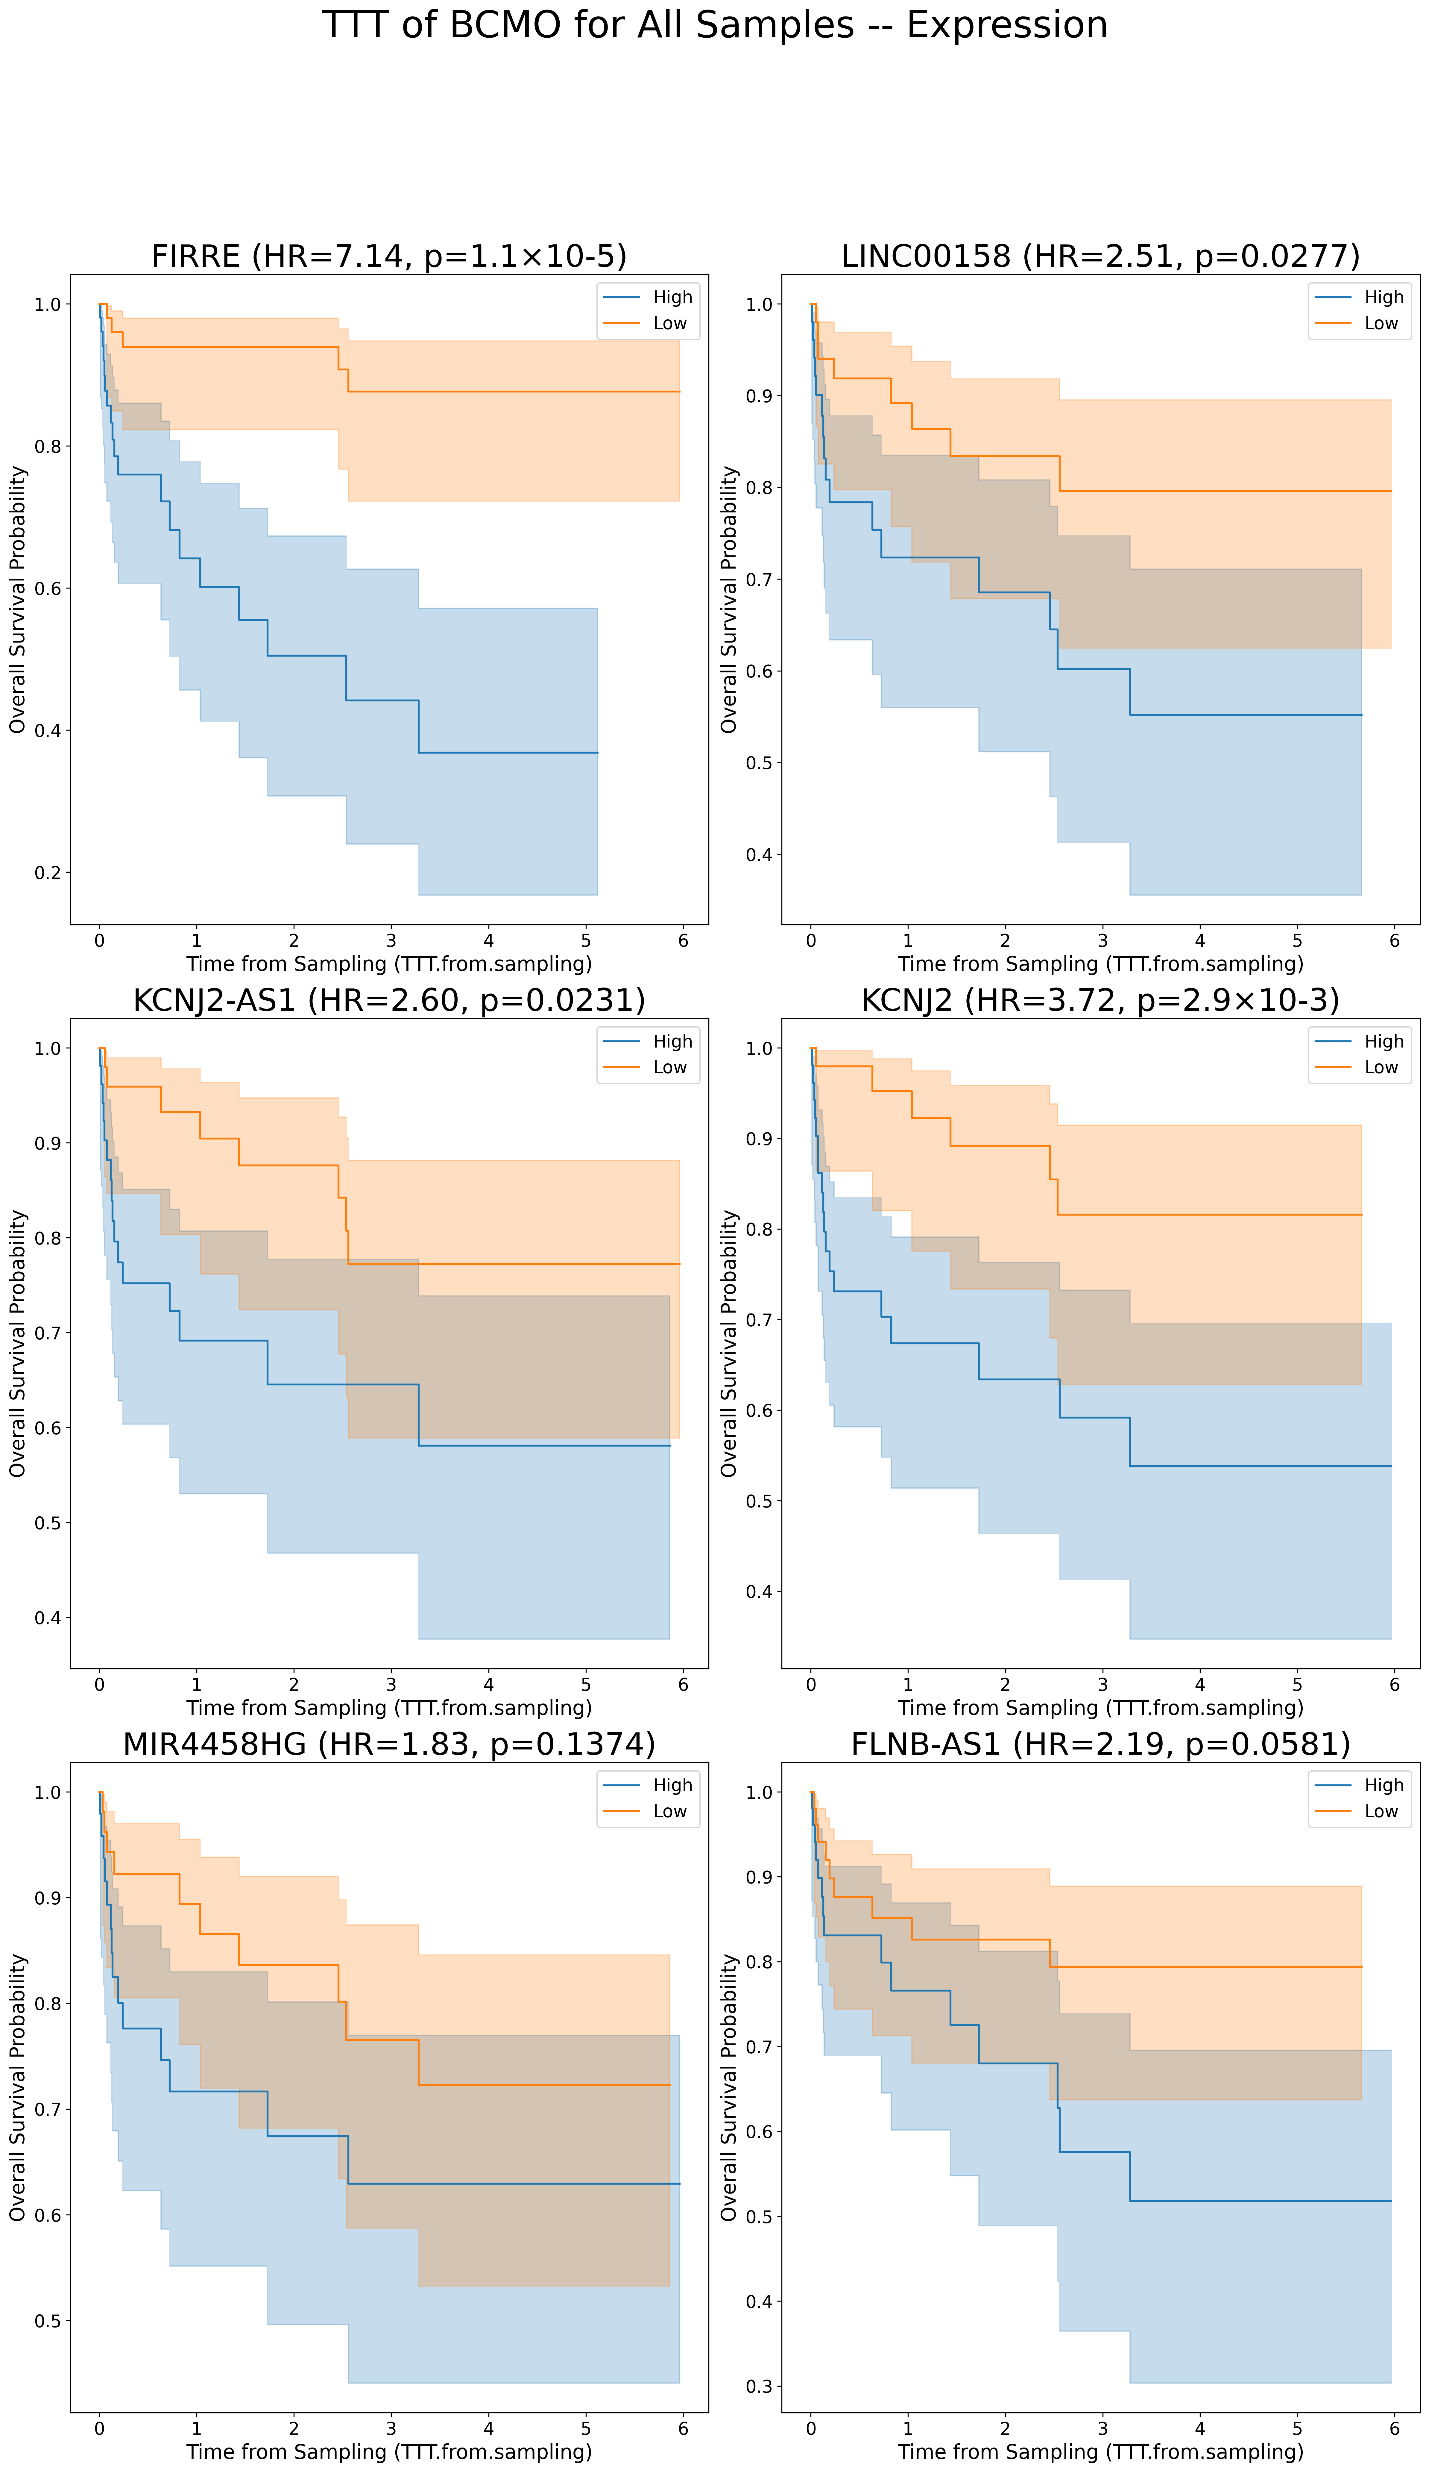 TTT of BCMO for All Samples -- Expression
FIRRE (HR=7.14, p=1.1×10-5)
High
Low
1.0
0.8
0.6
0.4
0.2
0 1 2 3 4 5 6
Overall Survival Probability
Time from Sampling (TTT.from.sampling)
LINC00158 (HR=2.51, p=0.0277)
High
Low
1.0
0.9
0.8
0.7
0.6
0.5
0.4
0 1 2 3 4 5 6
Overall Survival Probability
Time from Sampling (TTT.from.sampling)
KCNJ2-AS1 (HR=2.60, p=0.0231)
High
Low
1.0
0.9
0.8
0.7
0.6
0.5
0.4
0 1 2 3 4 5 6
Overall Survival Probability
Time from Sampling (TTT.from.sampling)
KCNJ2 (HR=3.72, p=2.9×10-3)
High
Low
1.0
0.9
0.8
0.7
0.6
0.5
0.4
0 1 2 3 4 5 6
Overall Survival Probability
Time from Sampling (TTT.from.sampling)
MIR4458HG (HR=1.83, p=0.1374)
High
Low
1.0
0.9
0.8
0.7
0.6
0.5
0 1 2 3 4 5 6
Overall Survival Probability
Time from Sampling (TTT.from.sampling)
FLNB-AS1 (HR=2.19, p=0.0581)
High
Low
1.0
0.9
0.8
0.7
0.6
0.5
0.4
0.3
0 1 2 3 4 5 6
Overall Survival Probability
Time from Sampling (TTT.from.sampling)